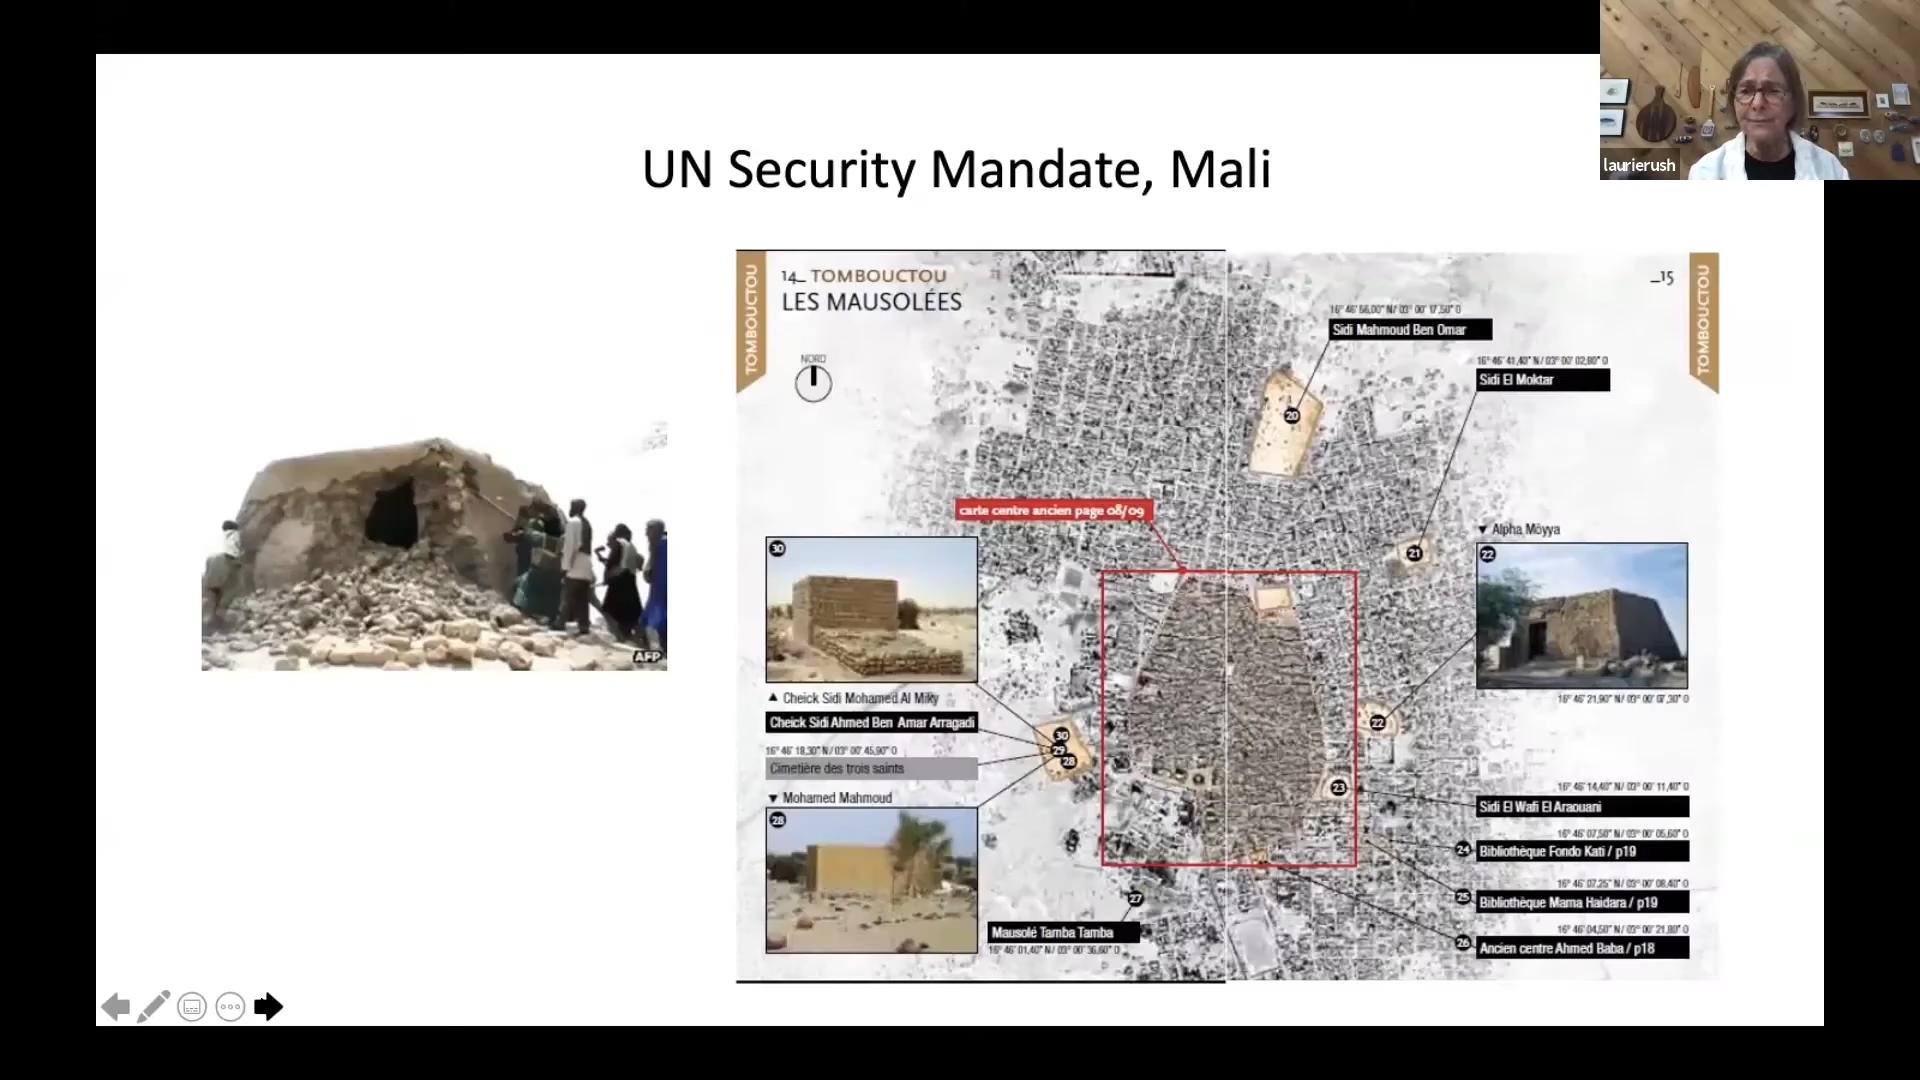 laurierush
UN Security Mandate, Mali
TOMBOUCTOU
14_ TOMBOUCTOU
LES MAUSOLÉES
_15
TOMBOUCTOU
NORD
16° 46' 56,00" N/ 03° 00' 17,50" O
Sidi Mahmoud Ben Omar
16° 46' 41,40" N / 03° 00' 02,80" O
Sidi El Moktar
20
carte centre ancien page 08/09
21
▼ Alpha Möyya
22
16° 46' 21,90" N/ 03° 00' 07,30" O
22
30
▲ Cheick Sidi Mohamed Al Miky
Cheick Sidi Ahmed Ben Amar Arragadi
16° 46' 18,30" N/ 03° 00' 45,90" O
Cimetière des trois saints
▼ Mohamed Mahmoud
28
30
29
28
23
16° 46' 14,40" N/ 03° 00' 11,40" O
Sidi El Wafi El Araouani
16° 46' 07,50" N/ 03° 00' 05,60" O
24
Bibliothèque Fondo Kati / p19
16° 46' 07,25" N/ 03° 00' 08,40" O
25
Bibliothèque Mama Haidara / p19
16° 46' 04,50" N/ 03° 00' 21,80" O
26
Ancien centre Ahmed Baba / p18
27
Mausolé Tamba Tamba
16° 46' 01,40" N/ 03° 00' 36,60" O
AFP